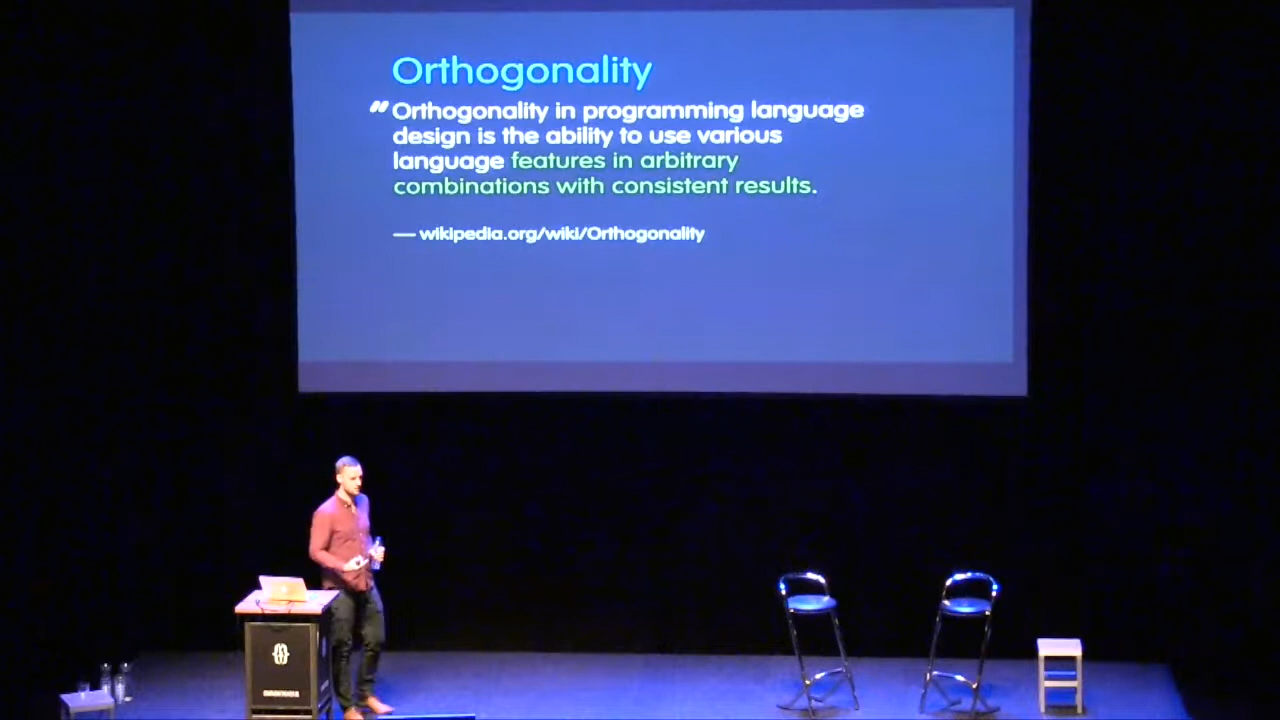 Orthogonality
" Orthogonality in programming language
design is the ability to use various
language features in arbitrary
combinations with consistent results.
— wikipedia.org/wiki/Orthogonality